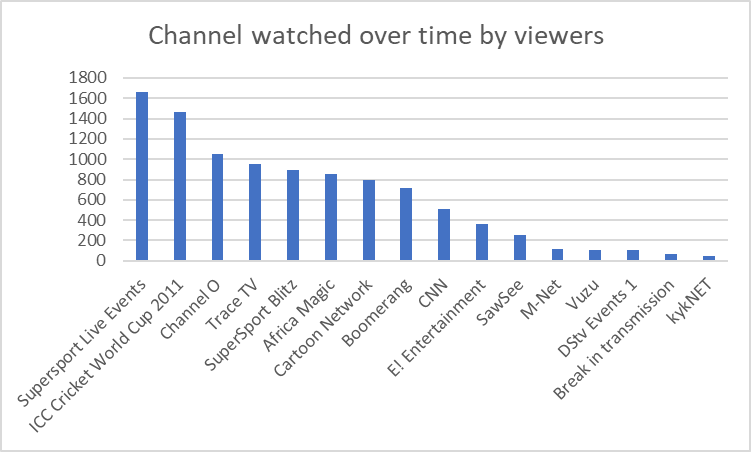 Channel watched over time by viewers
1800
1600
1400
1200
1000
800
600
400
200
0
Supersport Live Events
ICC Cricket World Cup 2011
Channel O
Trace TV
SuperSport Blitz
Africa Magic
Cartoon Network
Boomerang
CNN
E! Entertainment
SawSee
M-Net
Vuzu
DStv Events 1
Break in transmission
kykNET